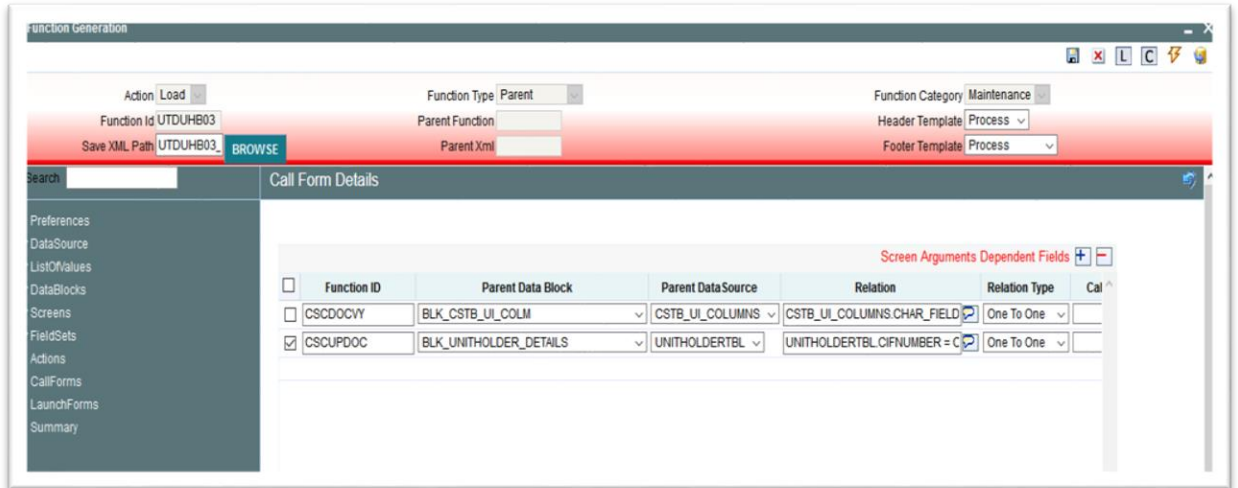 Function Generation
L C
Action Load Function Type Parent Function Category Maintenance
Function Id UTDUHB03 Parent Function Header Template Process
Save XML Path UTDUHB03_ BROWSE Parent Xml Footer Template Process
Search Call Form Details
Preferences
DataSource
ListOfValues
DataBlocks
Screens
FieldSets
Actions
CallForms
LaunchForms
Summary
Screen Arguments Dependent Fields
Function ID Parent Data Block Parent DataSource Relation Relation Type Cal
CSCDOCVY BLK_CSTB_UI_COLM CSTB_UI_COLUMNS CSTB_UI_COLUMNS.CHAR_FIELD One To One
CSCUPDOC BLK_UNITHOLDER_DETAILS UNITHOLDERTBL UNITHOLDERTBL.CIFNUMBER = C One To One